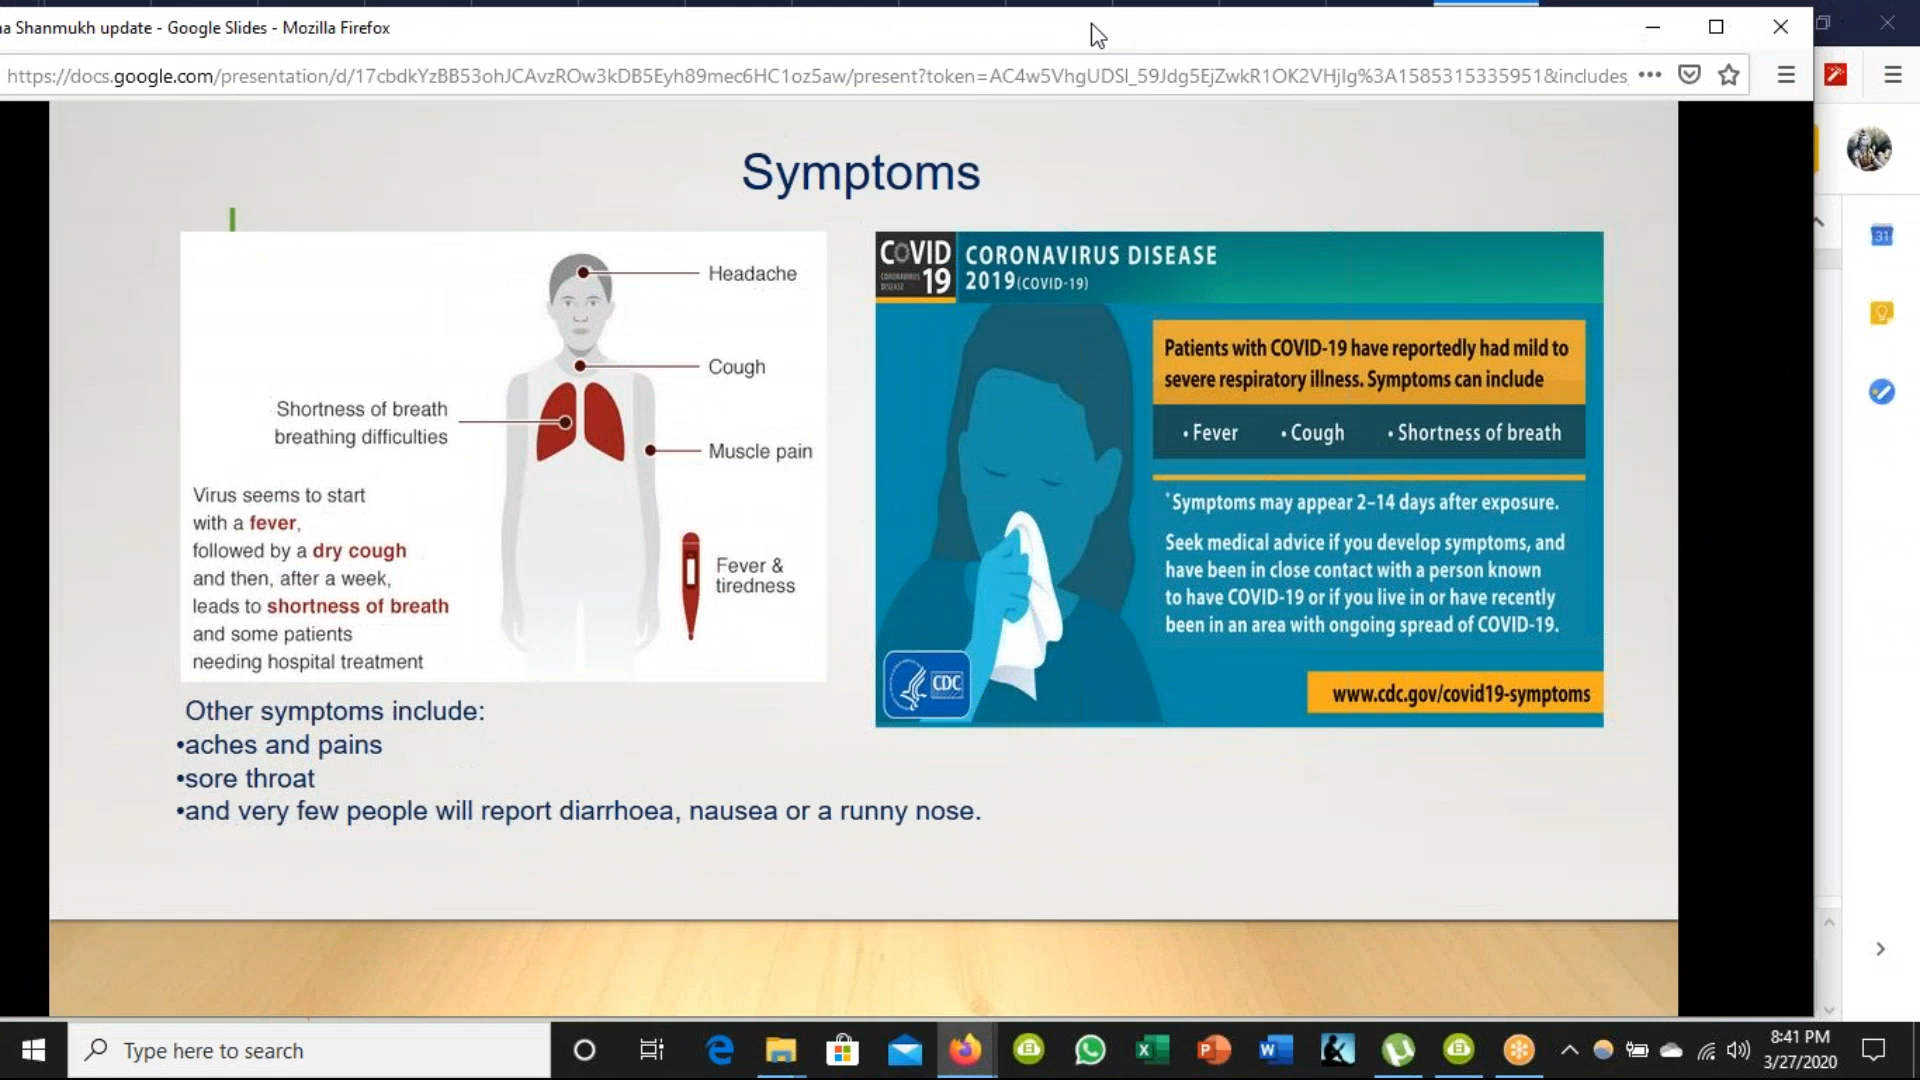 na Shanmukh update - Google Slides - Mozilla Firefox
https://docs.google.com/presentation/d/17cbdkYzBB53ohJCAvzROw3kDB5Eyh89mec6HC1oz5aw/present?token=AC4w5VhgUDSl_59Jdg5EjZwkR1OK2VHjIg%3A1585315335951&includes
Symptoms
Headache
Cough
Shortness of breath
breathing difficulties
Muscle pain
Virus seems to start
with a fever,
followed by a dry cough
and then, after a week,
leads to shortness of breath
and some patients
needing hospital treatment
Fever &
tiredness
COVID
CORONAVIRUS
DISEASE
19
CORONAVIRUS DISEASE
2019 (COVID-19)
Patients with COVID-19 have reportedly had mild to
severe respiratory illness. Symptoms can include
• Fever • Cough • Shortness of breath
*Symptoms may appear 2–14 days after exposure.
Seek medical advice if you develop symptoms, and
have been in close contact with a person known
to have COVID-19 or if you live in or have recently
been in an area with ongoing spread of COVID-19.
CDC
www.cdc.gov/covid19-symptoms
Other symptoms include:
•aches and pains
•sore throat
•and very few people will report diarrhoea, nausea or a runny nose.
31
Type here to search
8:41 PM
3/27/2020